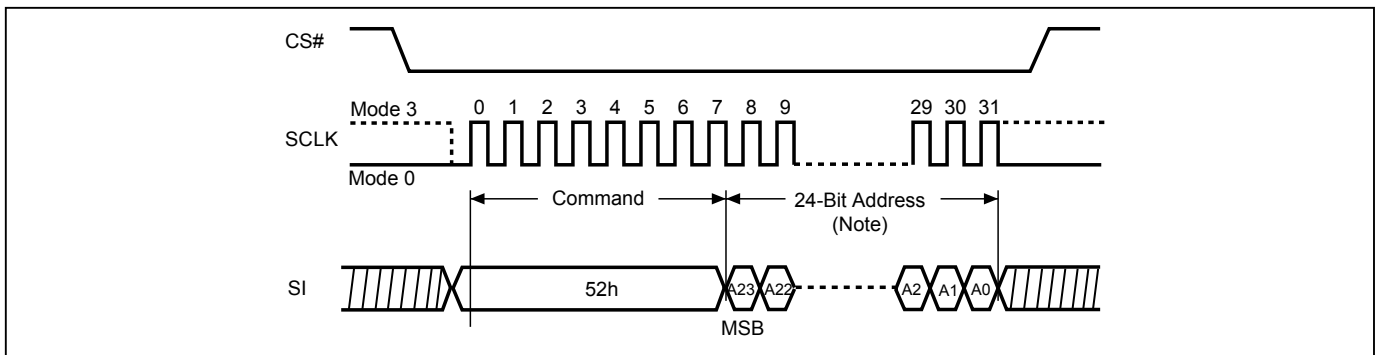 CS#
Mode 3
0 1 2 3 4 5 6 7 8 9 29 30 31
SCLK
Mode 0
Command
24-Bit Address
(Note)
SI
52h
A23 A22 A2 A1 A0
MSB